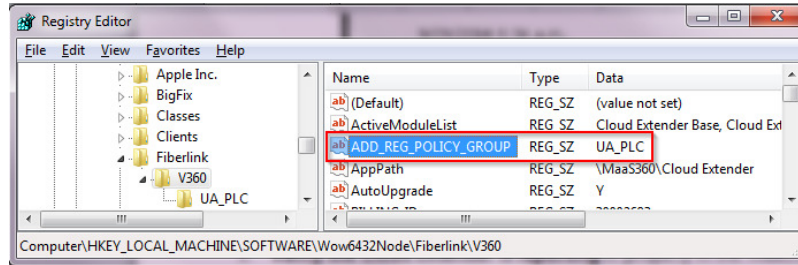 Registry Editor
File Edit View Favorites Help
Apple Inc.
BigFix
Classes
Clients
Fiberlink
V360
UA_PLC
Name Type Data
(Default) REG_SZ (value not set)
ActiveModuleList REG_SZ Cloud Extender Base, Cloud Ext
ADD_REG_POLICY_GROUP REG_SZ UA_PLC
AppPath REG_SZ \MaaS360\Cloud Extender
AutoUpgrade REG_SZ Y
Computer\HKEY_LOCAL_MACHINE\SOFTWARE\Wow6432Node\Fiberlink\V360